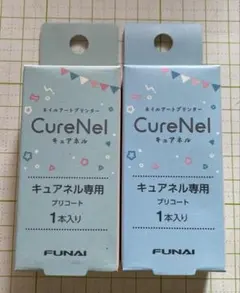 ネイルアートプリンター
CureNel
キュアネル
キュアネル専用
プリコート
1本入り
FUNAI
ネイルアートプリンター
CureNel
キュアネル
キュアネル専用
プリコート
1本入り
FUNAI